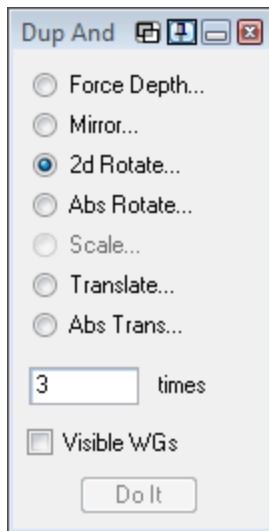 Dup And
Force Depth...
Mirror...
2d Rotate...
Abs Rotate...
Scale...
Translate...
Abs Trans...
3 times
Visible WGs
Do It